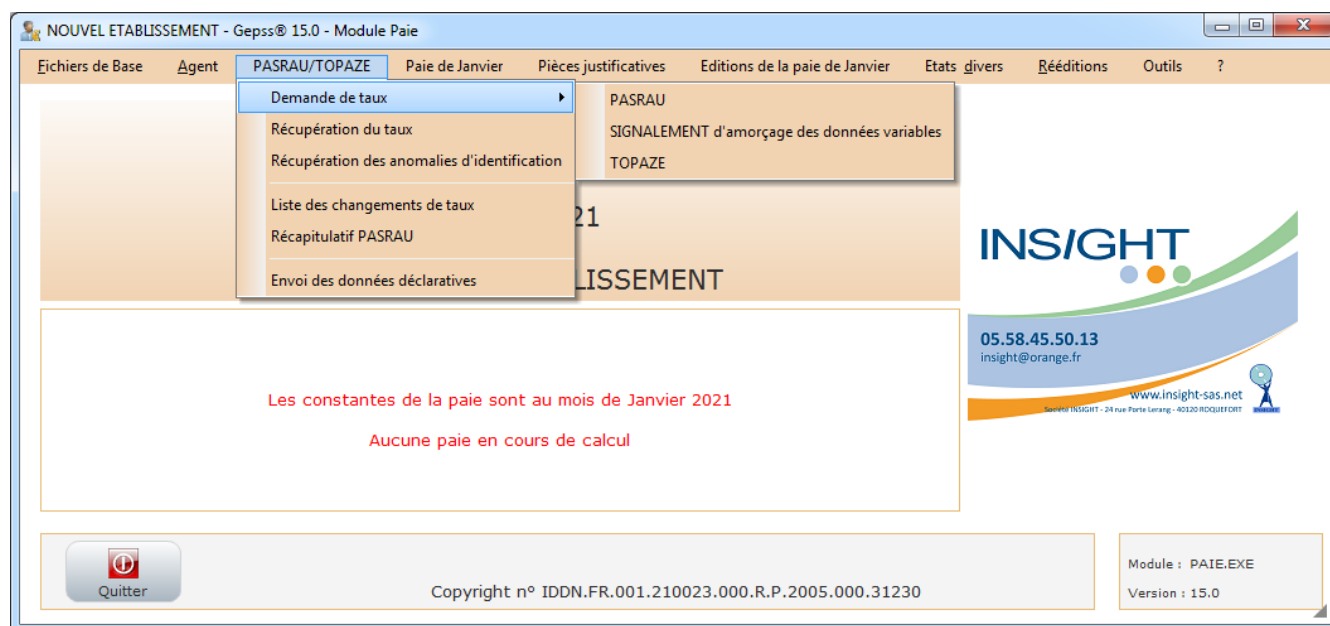 NOUVEL ETABLISSEMENT - Gepss® 15.0 - Module Paie
Fichiers de Base Agent PASRAU/TOPAZE Paie de Janvier Pièces justificatives Editions de la paie de Janvier Etats divers Rééditions Outils ?
Demande de taux
Récupération du taux
Récupération des anomalies d'identification
Liste des changements de taux
Récapitulatif PASRAU
Envoi des données déclaratives
PASRAU
SIGNALEMENT d'amorçage des données variables
TOPAZE
21
LISSEMENT
INSIGHT
05.58.45.50.13
insight@orange.fr
www.insight-sas.net
Société INSIGHT - 24 rue Porte Lerang - 40120 ROQUEFORT
Les constantes de la paie sont au mois de Janvier 2021
Aucune paie en cours de calcul
Quitter
Copyright nº IDDN.FR.001.210023.000.R.P.2005.000.31230
Module : PAIE.EXE
Version : 15.0